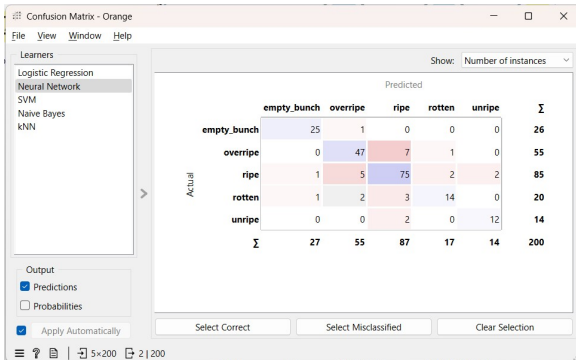 Confusion Matrix - Orange
File View Window Help
Learners
Logistic Regression
Neural Network
SVM
Naive Bayes
kNN
Output
Predictions
Probabilities
Apply Automatically
Show: Number of instances
Predicted
empty_bunch overripe ripe rotten unripe Σ
Actual
empty_bunch 25 1 0 0 0 26
overripe 0 47 7 1 0 55
ripe 1 5 75 2 2 85
rotten 1 2 3 14 0 20
unripe 0 0 2 0 12 14
Σ 27 55 87 17 14 200
Select Correct Select Misclassified Clear Selection
5×200 2 | 200